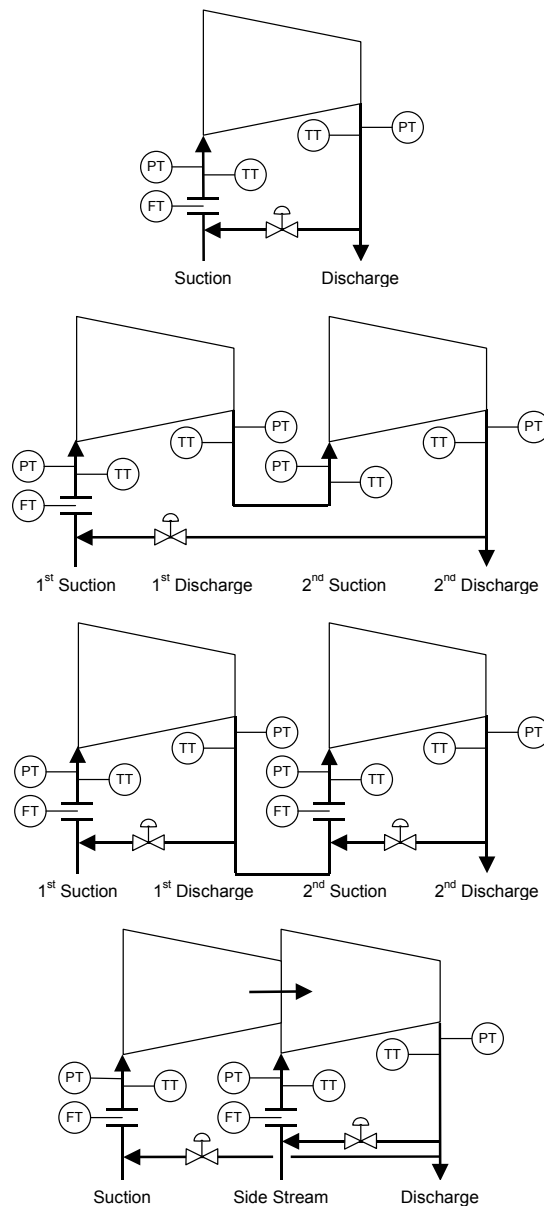 TT
PT
PT
TT
FT
Suction Discharge
PT PT
TT TT
PT PT
TT TT
FT
1st Suction 1st Discharge 2nd Suction 2nd Discharge
PT PT
TT TT
PT PT
TT TT
FT FT
1st Suction 1st Discharge 2nd Suction 2nd Discharge
PT
TT
PT PT
TT TT
FT FT
Suction Side Stream Discharge